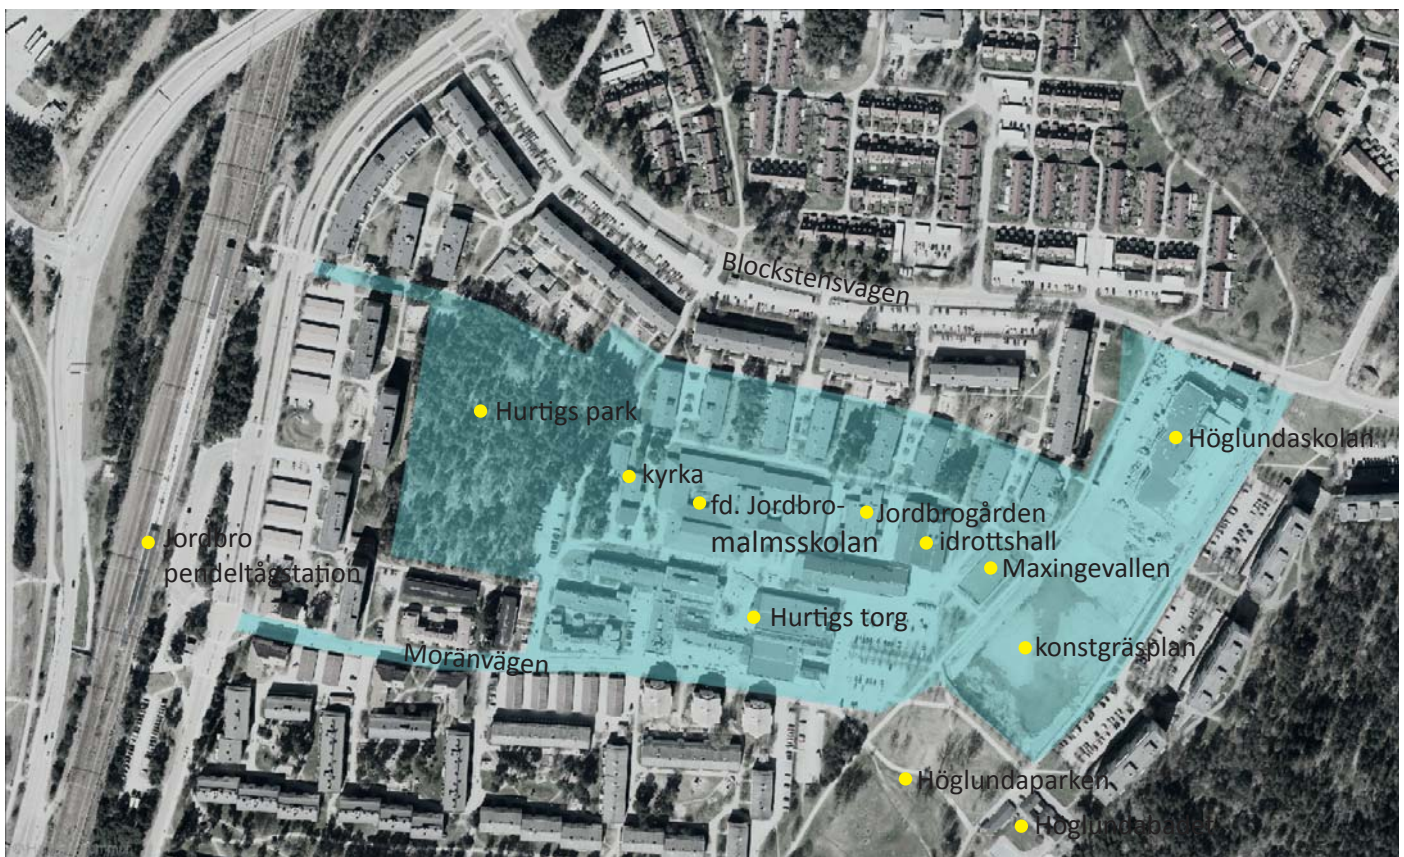 Blockstensvägen
Hurtigs park
Höglundaskolan
kyrka
fd. Jordbro-
malmsskolan
Jordbrogården
idrottshall
Maxingevallen
Jordbro
pendeltågstation
Hurtigs torg
konstgräsplan
Moränvägen
Höglundaparken